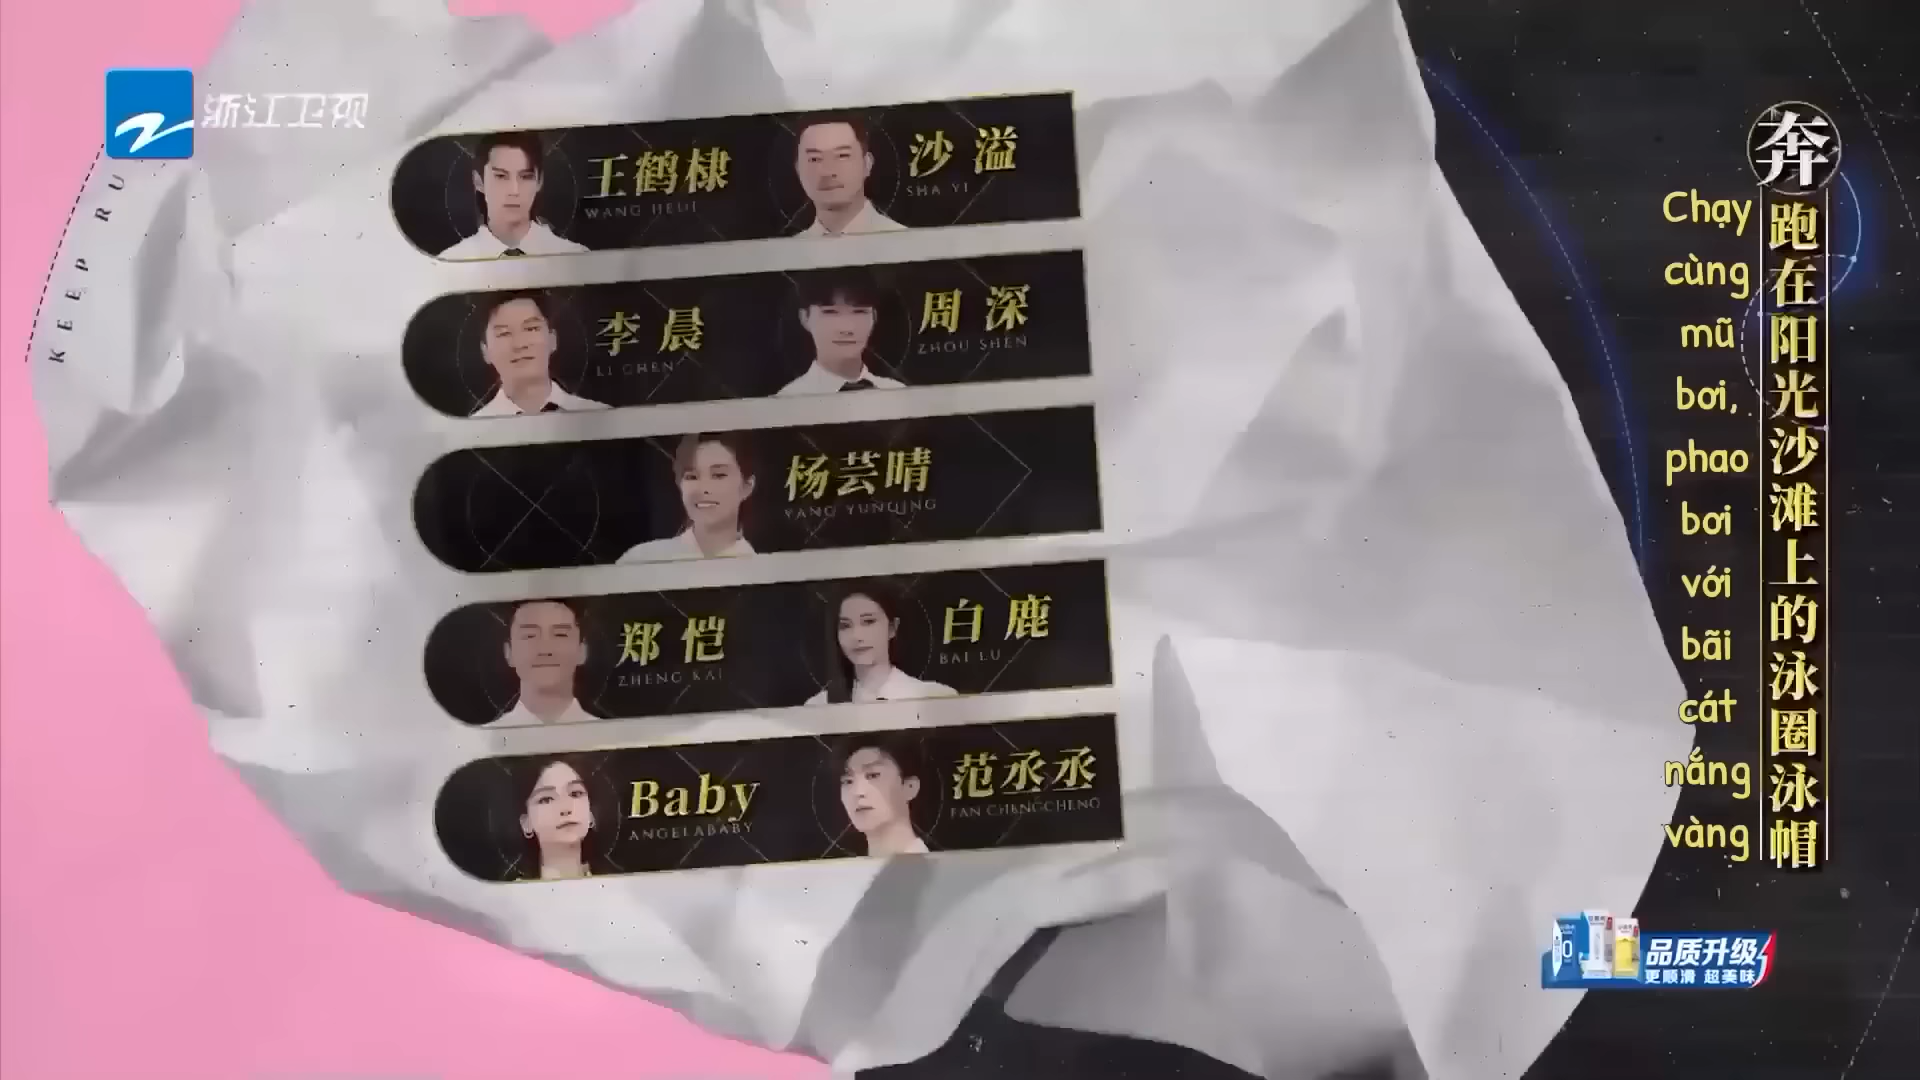 浙江卫视
KEEP RU
王鹤棣
WANG HEDI
沙溢
SHA YI
李晨
LI CHEN
周深
ZHOU SHEN
杨芸晴
YANG YUNQING
郑恺
ZHENG KAI
白鹿
BAI LU
Baby
ANGELABABY
范丞丞
FAN CHENGCHENG
奔跑在阳光沙滩上的泳圈泳帽
Chạy
cùng
mũ
bơi,
phao
bơi
với
bãi
cát
nắng
vàng
品质升级
更顺滑 超美味